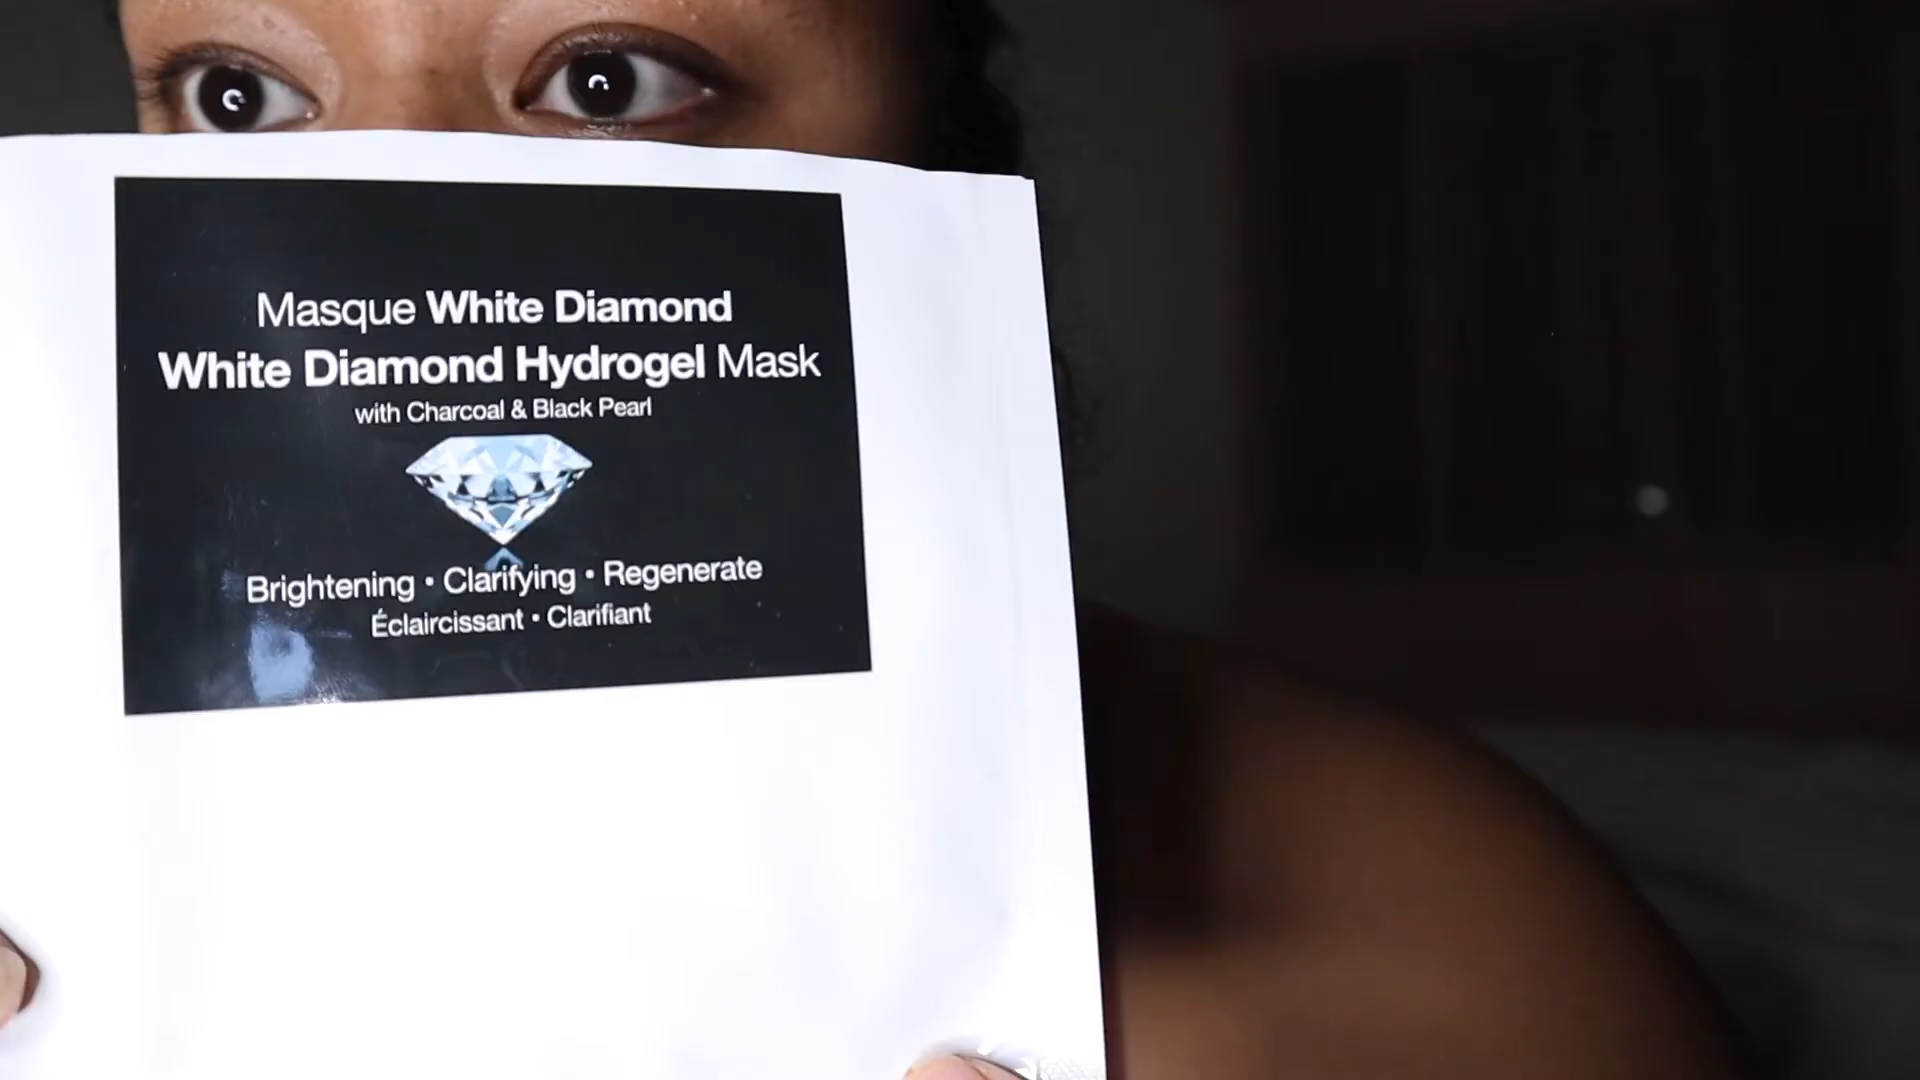 Masque White Diamond
White Diamond Hydrogel Mask
with Charcoal & Black Pearl
Brightening • Clarifying • Regenerate
Éclaircissant • Clarifiant